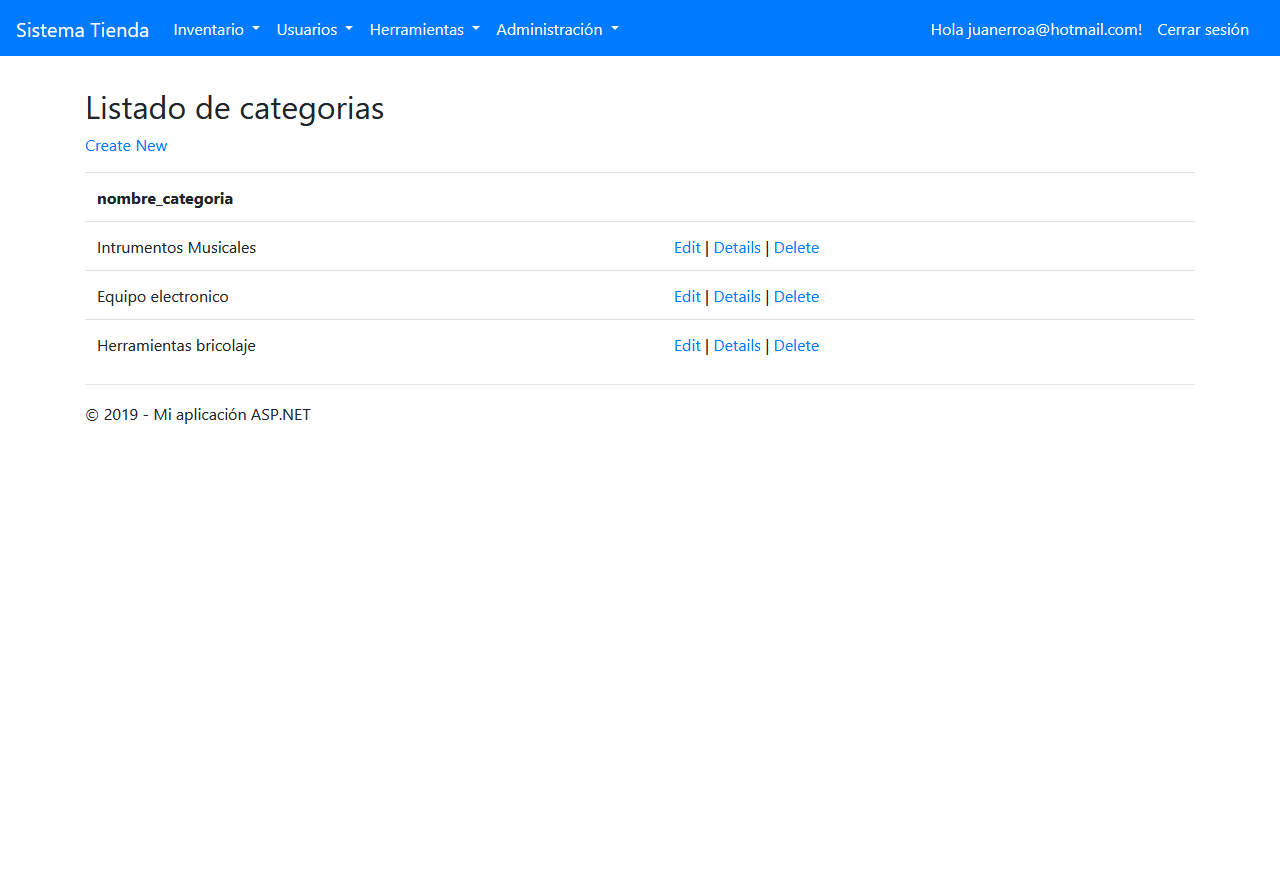 Sistema Tienda Inventario Usuarios Herramientas Administración Hola juanerroa@hotmail.com! Cerrar sesión
Listado de categorias
Create New
nombre_categoria
Intrumentos Musicales Edit | Details | Delete
Equipo electronico Edit | Details | Delete
Herramientas bricolaje Edit | Details | Delete
© 2019 - Mi aplicación ASP.NET